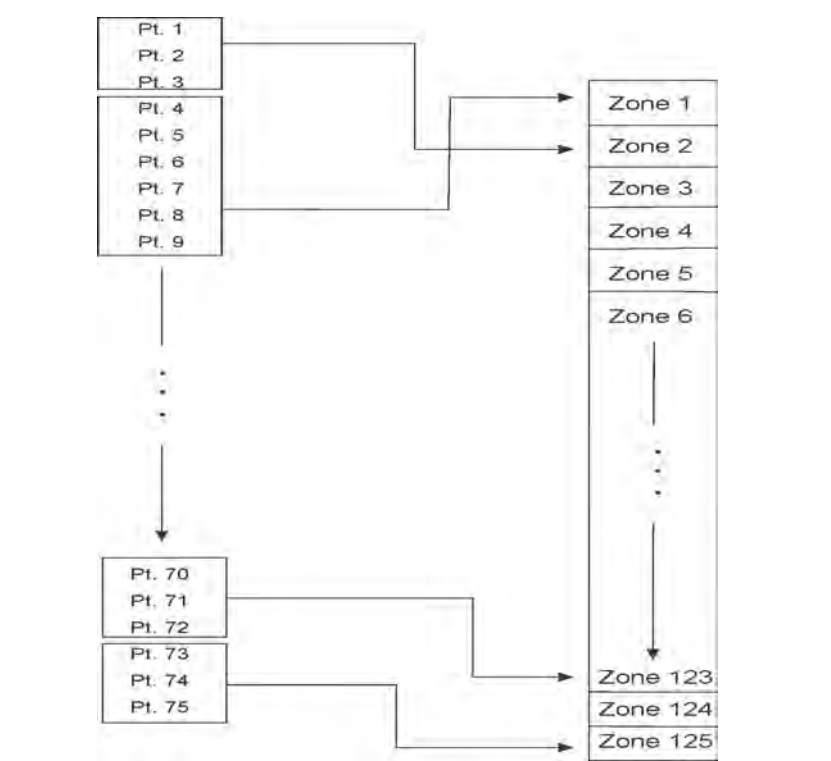 Pt. 1
Pt. 2
Pt. 3
Pt. 4
Pt. 5
Pt. 6
Pt. 7
Pt. 8
Pt. 9
Pt. 70
Pt. 71
Pt. 72
Pt. 73
Pt. 74
Pt. 75
Zone 1
Zone 2
Zone 3
Zone 4
Zone 5
Zone 6
Zone 123
Zone 124
Zone 125